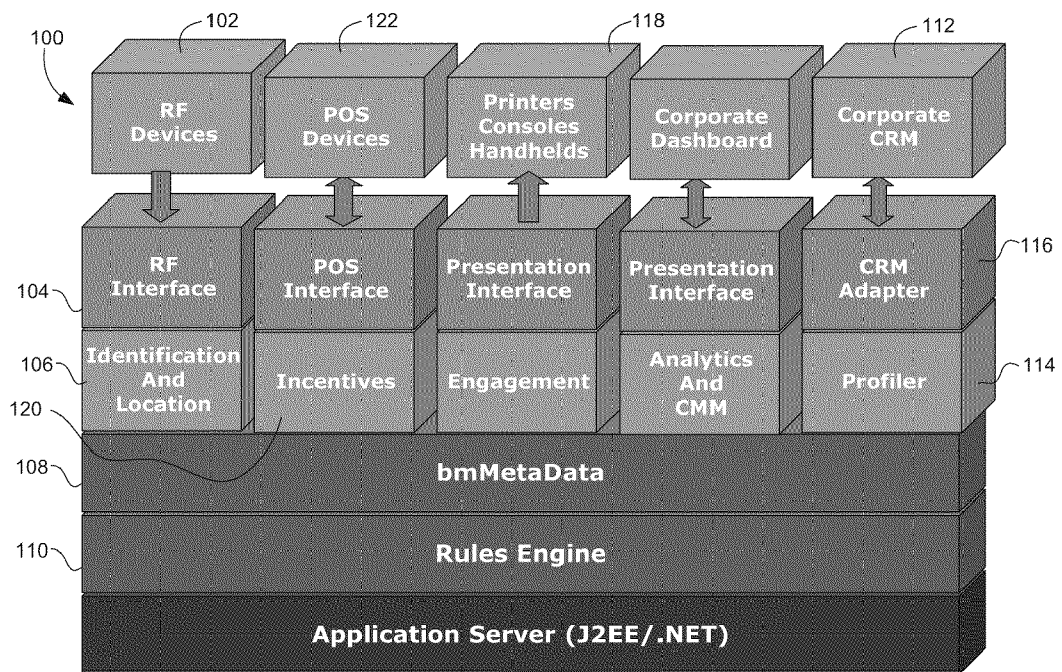 102
122
118
112
100
RF
Devices
POS
Devices
Printers
Consoles
Handhelds
Corporate
Dashboard
Corporate
CRM
RF
Interface
POS
Interface
Presentation
Interface
Presentation
Interface
CRM
Adapter
116
104
Identification
And
Location
Incentives
Engagement
Analytics
And
CMM
Profiler
114
106
120
bmMetaData
108
Rules Engine
110
Application Server (J2EE/.NET)